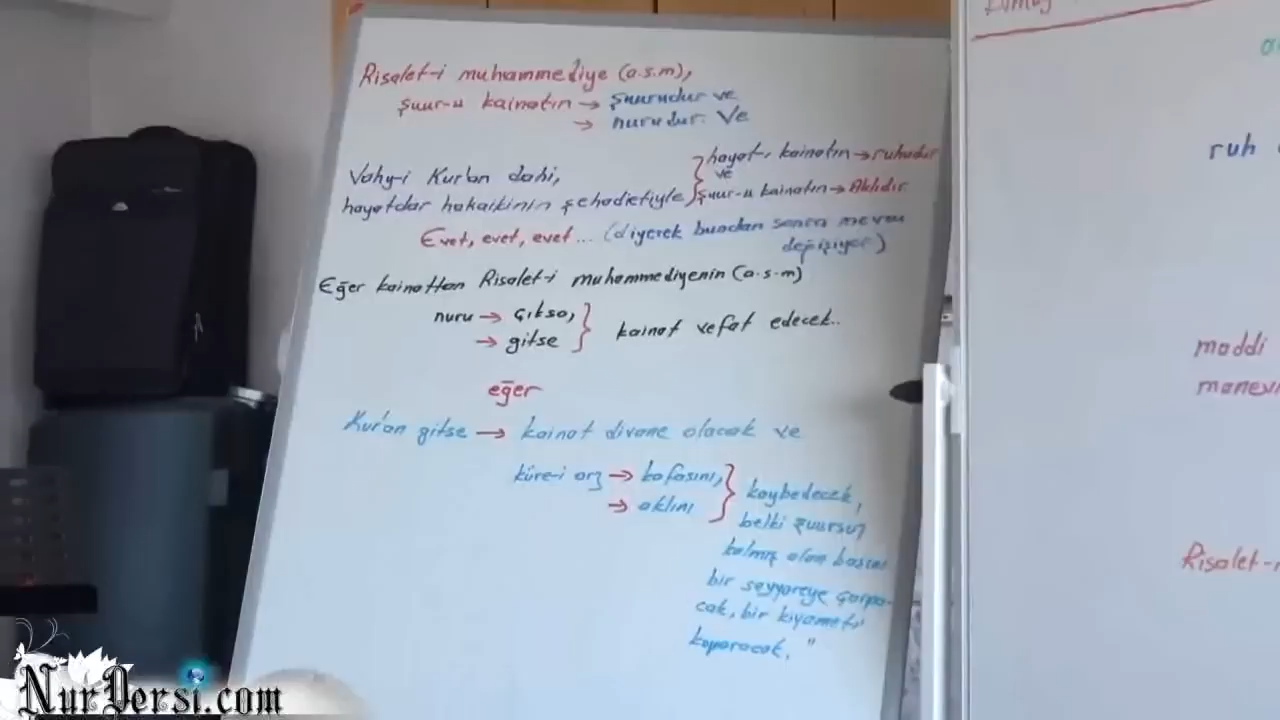 Risalet-i muhammediye (a.s.m),
şuur-u kainatın → şuurudur ve
→ nurudur. Ve
Vahy-i Kur'an dahi,
hayatdar hakaikinin şehadietiyle
} hayat-ı kainatın → ruhudur
ve
şuur-u kainatın → Aklıdır.
Evet, evet, evet... (diyerek bundan sonra mevzu
değişiyor)
Eğer kainattan Risalet-i muhammediyenin (a.s.m)
nuru → çıksa,
→ gitse } kainat vefat edecek..
eğer
Kur'an gitse → kainat divane olacak ve
küre-i arz → kafasını,
→ aklını } kaybedecek,
belki şuursuz
kalmış olan başını
bir seyyareye çarpa-
cak, bir kıyameti
koparacak. "
ruh
maddi
manevi
Risalet-i
NurDersi.com